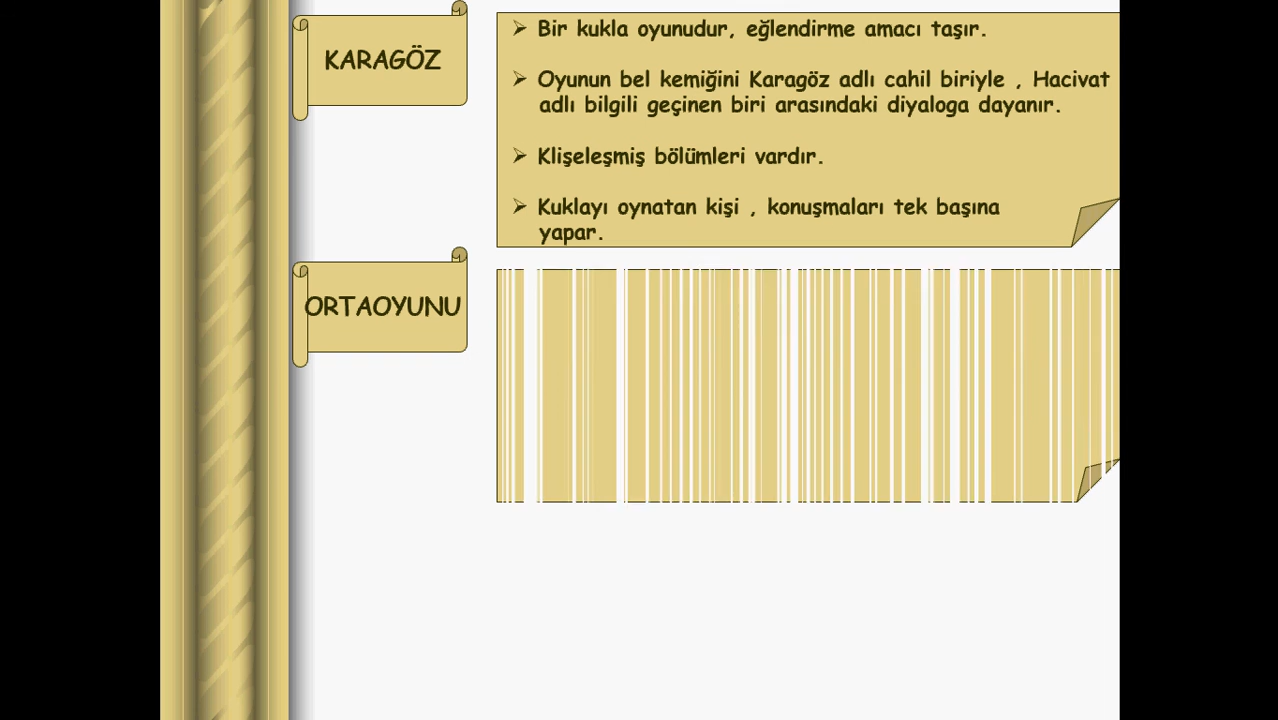 KARAGÖZ
➢ Bir kukla oyunudur, eğlendirme amacı taşır.
➢ Oyunun bel kemiğini Karagöz adlı cahil biriyle , Hacivat
adlı bilgili geçinen biri arasındaki diyaloga dayanır.
➢ Klişeleşmiş bölümleri vardır.
➢ Kuklayı oynatan kişi , konuşmaları tek başına
yapar.
ORTAOYUNU